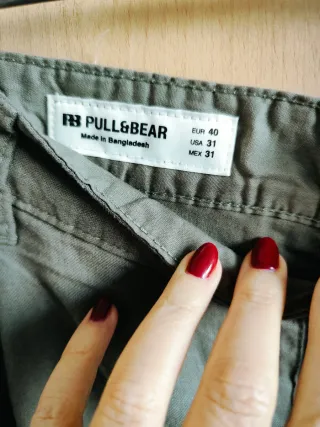 PB PULL&BEAR
Made in Bangladesh
EUR 40
USA 31
MEX 31